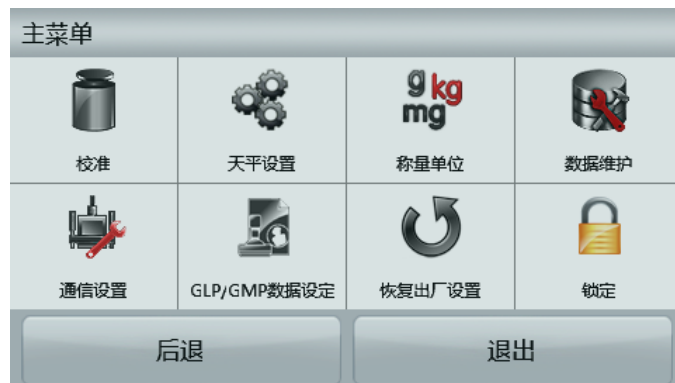 主菜单
g kg
mg
校准
天平设置
称量单位
数据维护
通信设置
GLP/GMP数据设定
恢复出厂设置
锁定
后退
退出